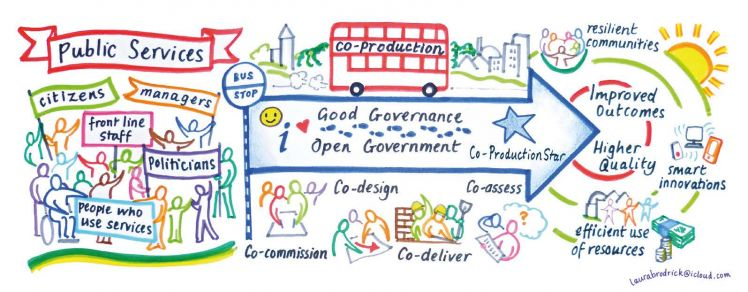 Public Services
citizens
managers
front line
staff
Politicians
People who
use services
BUS
STOP
co-production
i
Good Governance
Open Government
Co-Production Star
Co-design
Co-assess
Co-commission
Co-deliver
?
resilient
communities
Improved
Outcomes
Higher
Quality
smart
innovations
efficient use
of resources
laurabrodrick@icloud.com